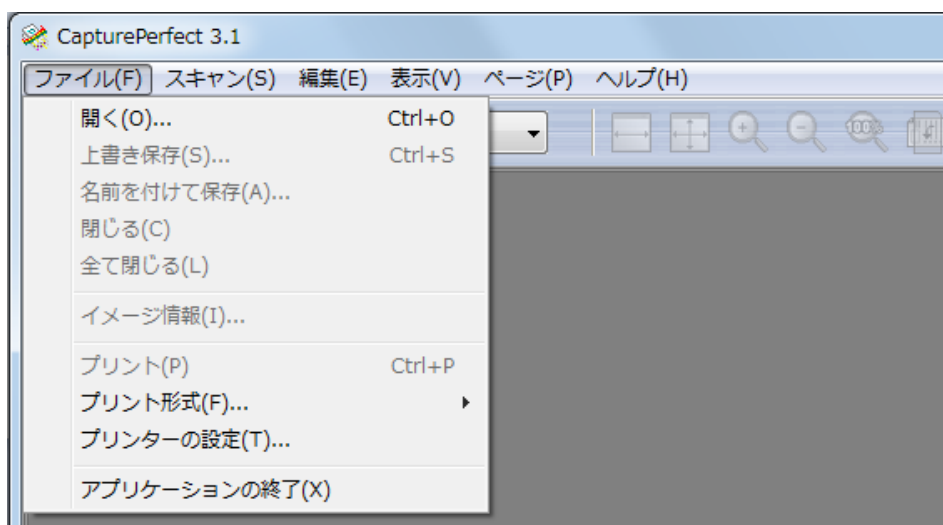 CapturePerfect 3.1
ファイル(F) スキャン(S) 編集(E) 表示(V) ページ(P) ヘルプ(H)
開く(O)... Ctrl+O
上書き保存(S)... Ctrl+S
名前を付けて保存(A)...
閉じる(C)
全て閉じる(L)
イメージ情報(I)...
プリント(P) Ctrl+P
プリント形式(F)...
プリンターの設定(T)...
アプリケーションの終了(X)
100%